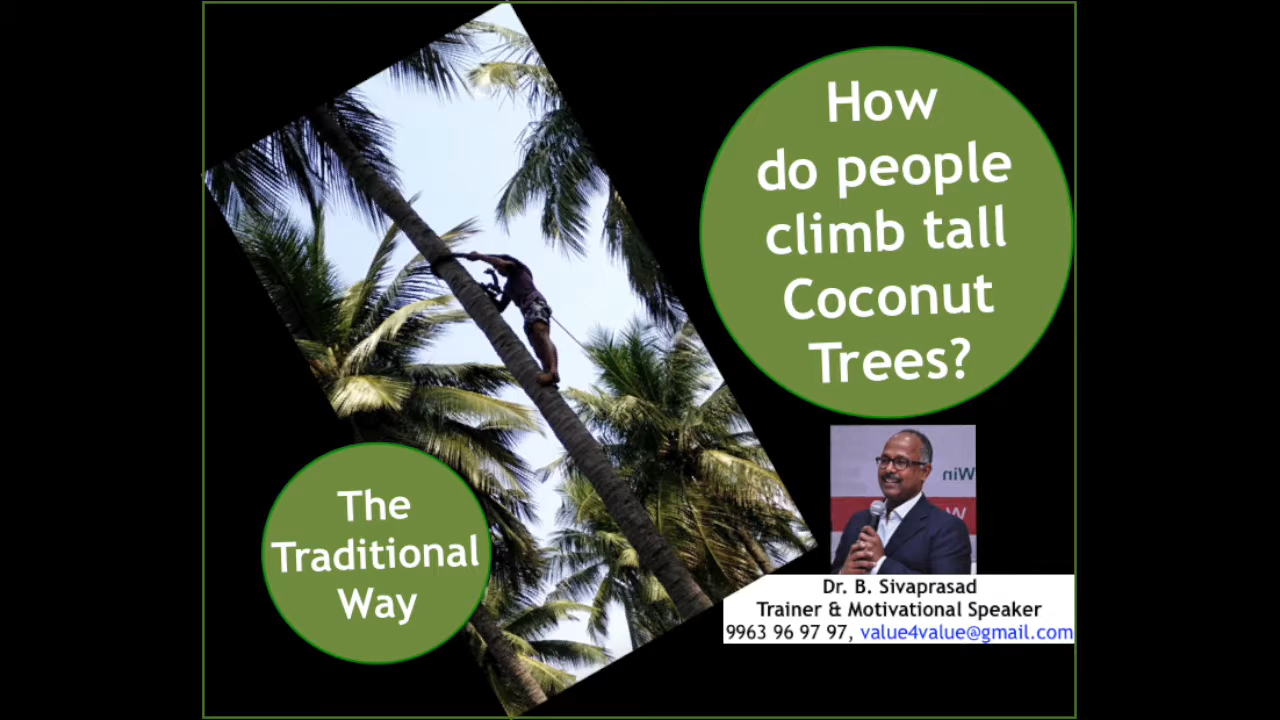 How
do people
climb tall
Coconut
Trees?
The
Traditional
Way
Win
W
Dr. B. Sivaprasad
Trainer & Motivational Speaker
9963 96 97 97, value4value@gmail.com